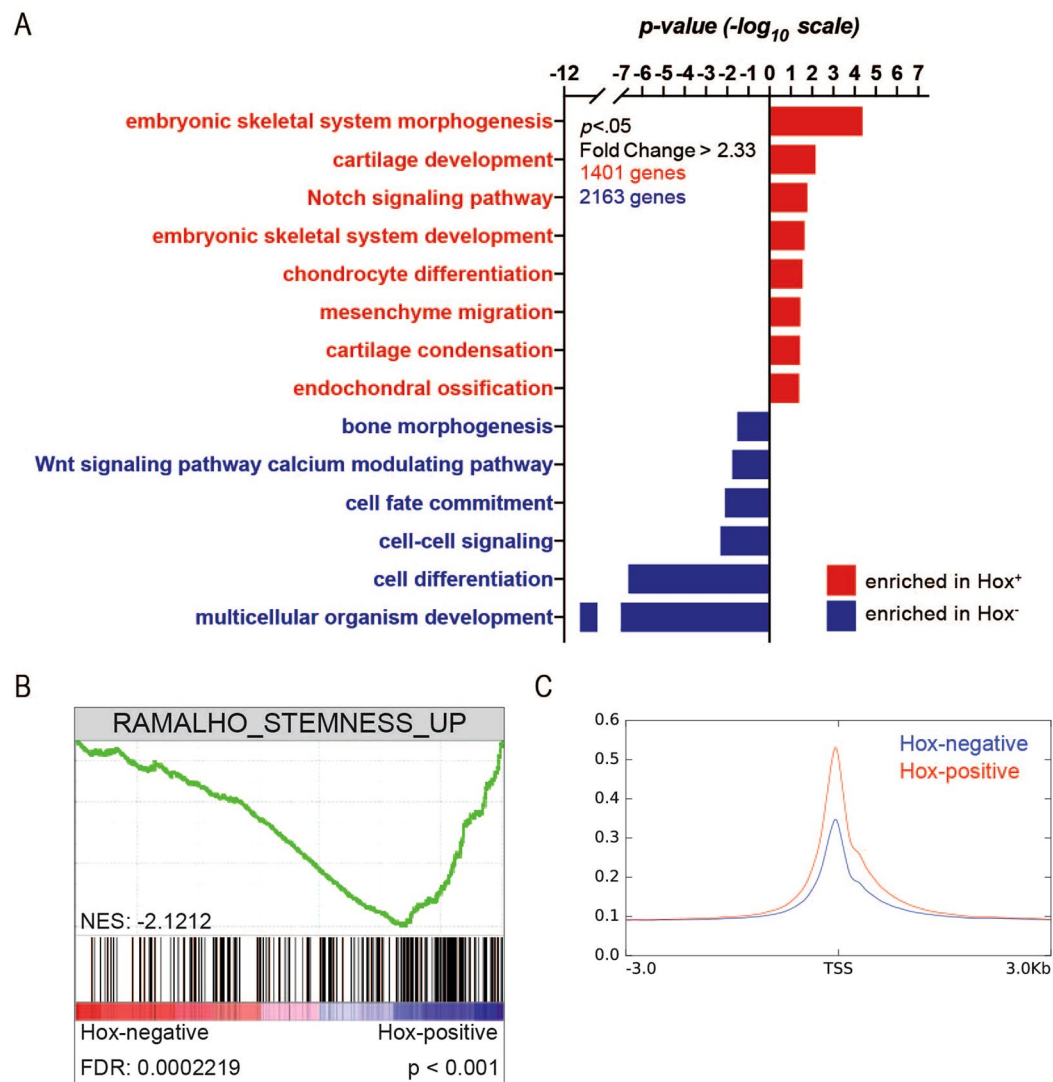 A
p-value (-log10 scale)
-12 -7 -6 -5 -4 -3 -2 -1 0 1 2 3 4 5 6 7
embryonic skeletal system morphogenesis
cartilage development
Notch signaling pathway
embryonic skeletal system development
chondrocyte differentiation
mesenchyme migration
cartilage condensation
endochondral ossification
bone morphogenesis
Wnt signaling pathway calcium modulating pathway
cell fate commitment
cell-cell signaling
cell differentiation
multicellular organism development
p<.05
Fold Change > 2.33
1401 genes
2163 genes
enriched in Hox+
enriched in Hox-
B
RAMALHO_STEMNESS_UP
NES: -2.1212
Hox-negative Hox-positive
FDR: 0.0002219 p < 0.001
C
0.6
0.5
0.4
0.3
0.2
0.1
0.0
Hox-negative
Hox-positive
-3.0 TSS 3.0Kb